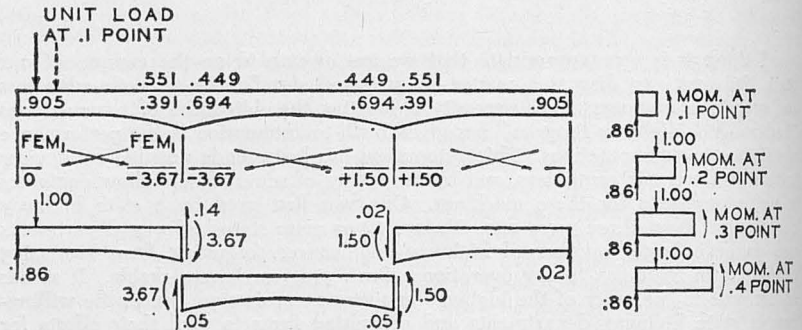 UNIT LOAD
AT .1 POINT
.551 .449 .449 .551
.905 .391 .694 .694 .391 .905
FEM₁ FEM₁
0 -3.67 -3.67 +1.50 +1.50 0
1.00 .14 .02
3.67 1.50
.86 .02
3.67 1.50
.05 .05
MOM. AT
.1 POINT
.86
1.00
MOM. AT
.2 POINT
.86
1.00
MOM. AT
.3 POINT
.86
1.00
MOM. AT
.4 POINT
.86